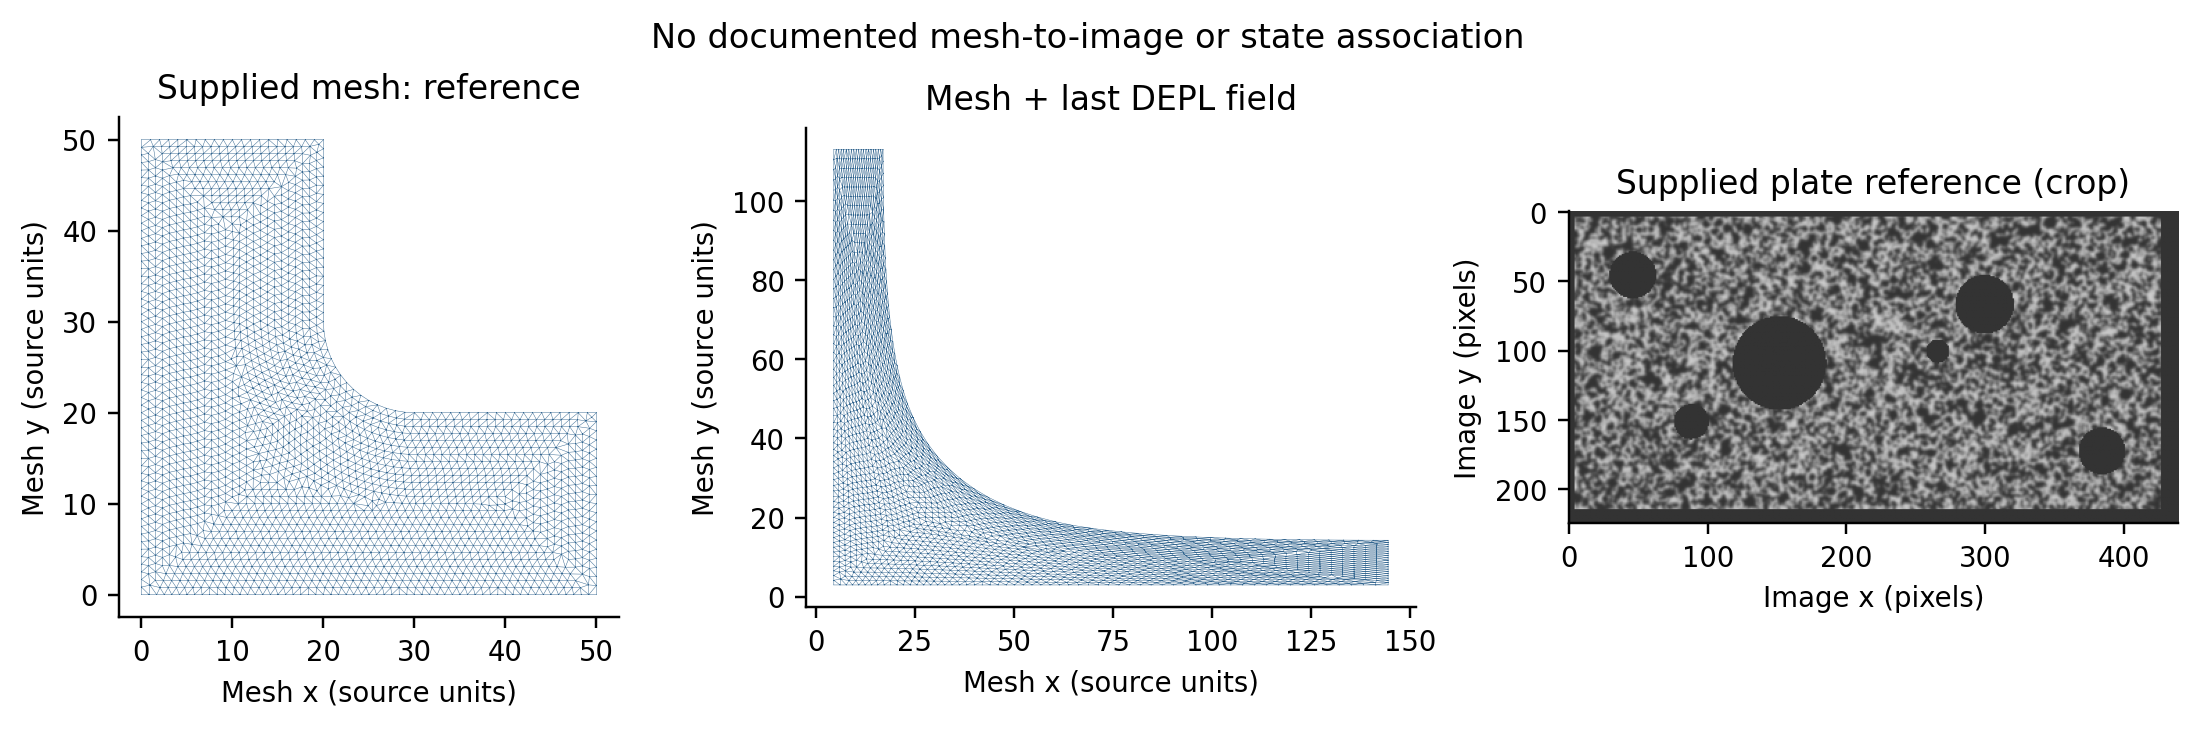 No documented mesh-to-image or state association
Supplied mesh: reference
50
40
30
20
10
0
Mesh y (source units)
0 10 20 30 40 50
Mesh x (source units)
Mesh + last DEPL field
100
80
60
40
20
0
Mesh y (source units)
0 25 50 75 100 125 150
Mesh x (source units)
Supplied plate reference (crop)
0
50
100
150
200
Image y (pixels)
0 100 200 300 400
Image x (pixels)